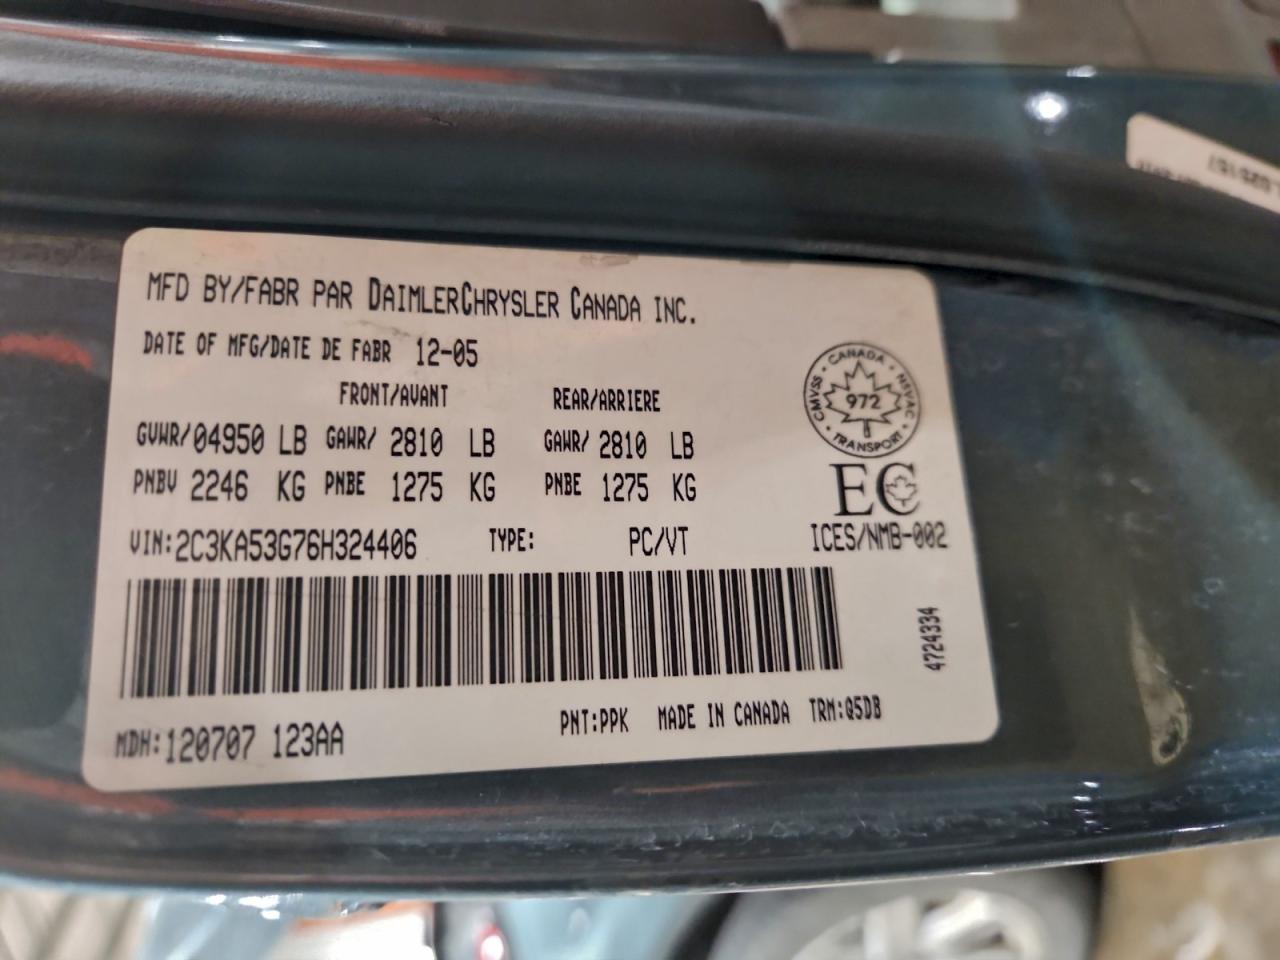 MFD BY/FABR PAR DAIMLERCHRYSLER CANADA INC.
DATE OF MFG/DATE DE FABR 12-05
FRONT/AVANT REAR/ARRIERE
GVWR/04950 LB GAWR/ 2810 LB GAWR/ 2810 LB
PNBV 2246 KG PNBE 1275 KG PNBE 1275 KG
VIN:2C3KA53G76H324406 TYPE: PC/VT
CANADA
CMVSS 972 NSVAC
TRANSPORT
EC
ICES/NMB-002
4724334
MDH:120707 123AA PNT:PPK MADE IN CANADA TRM:Q5DB